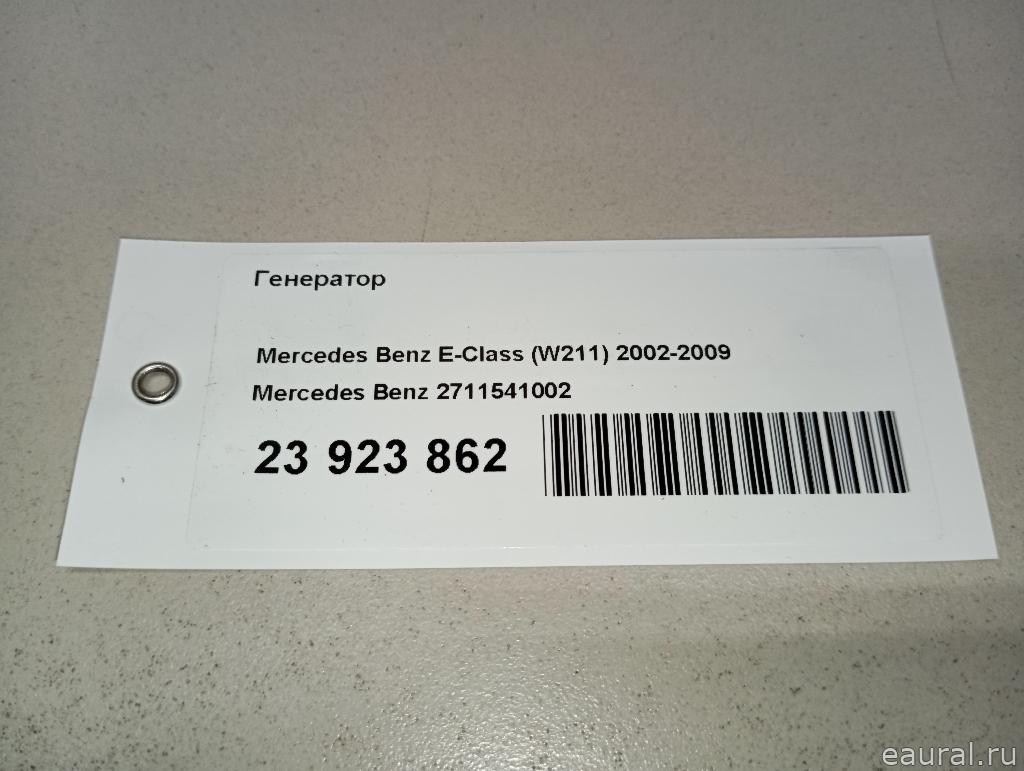 Генератор
Mercedes Benz E-Class (W211) 2002-2009
Mercedes Benz 2711541002
23 923 862
eaural.ru